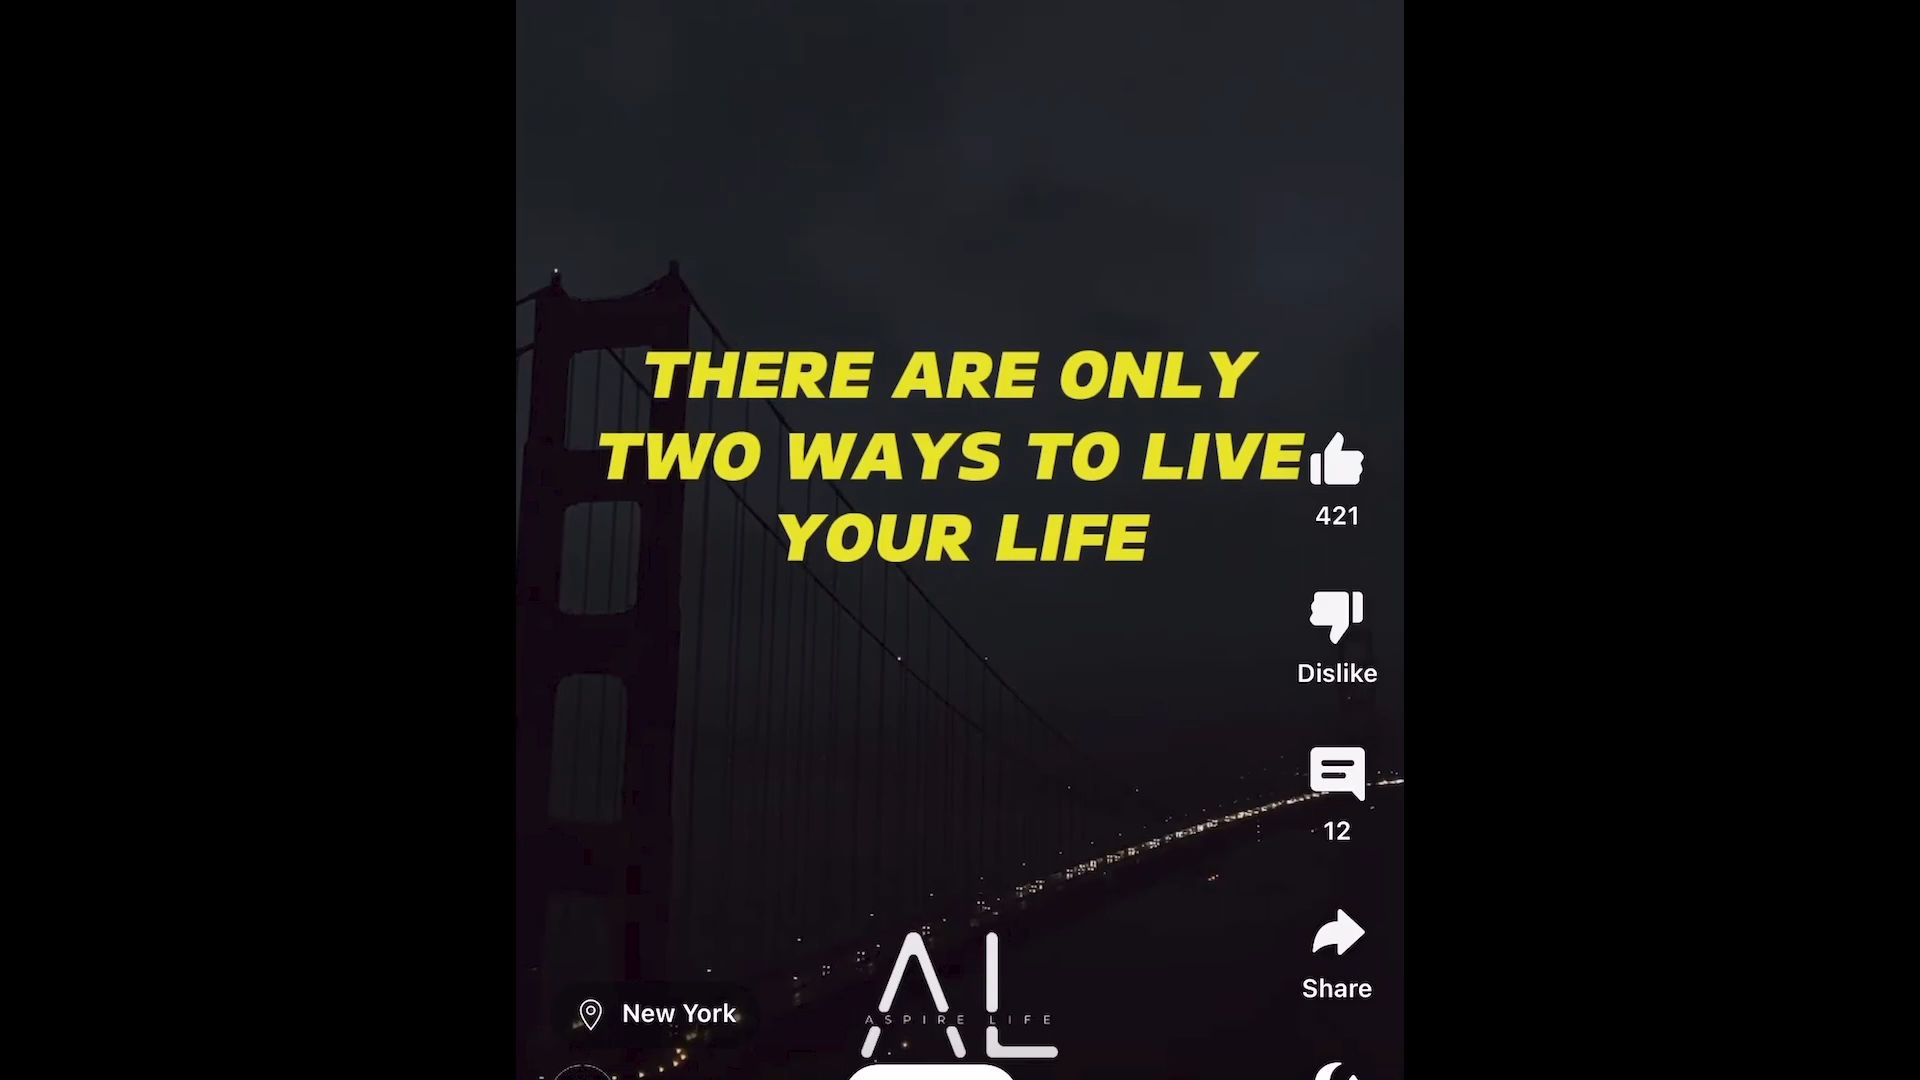 THERE ARE ONLY
TWO WAYS TO LIVE
YOUR LIFE
421
Dislike
12
Share
New York
AL
ASPIRE LIFE